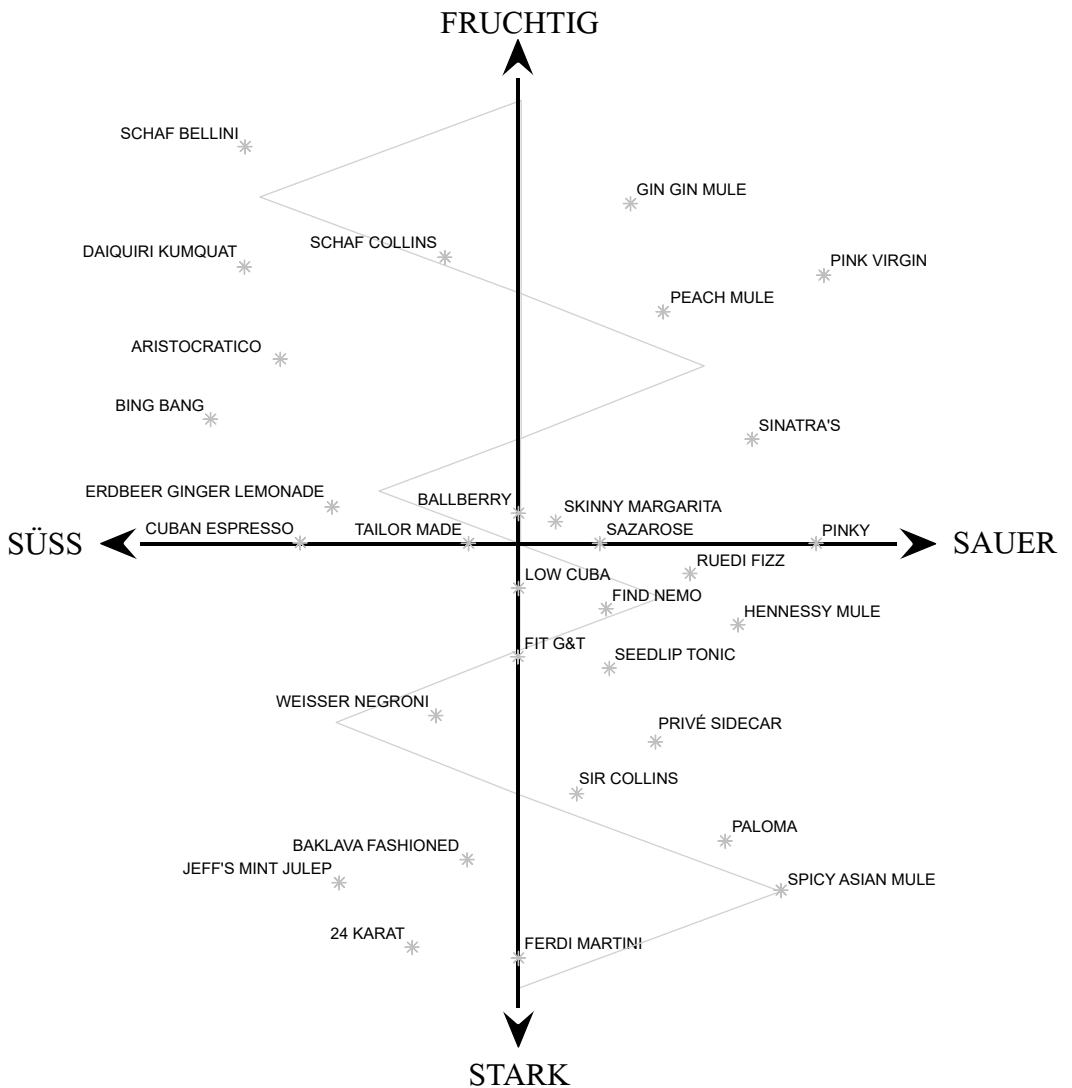 FRUCHTIG
SCHAF BELLINI
GIN GIN MULE
SCHAF COLLINS
DAIQUIRI KUMQUAT
PINK VIRGIN
PEACH MULE
ARISTOCRATICO
BING BANG
SINATRA'S
ERDBEER GINGER LEMONADE
BALLBERRY
SKINNY MARGARITA
CUBAN ESPRESSO
TAILOR MADE
SAZAROSE
PINKY
SÜSS
SAUER
RUEDI FIZZ
LOW CUBA
FIND NEMO
HENNESSY MULE
FIT G&T
SEEDLIP TONIC
WEISSER NEGRONI
PRIVÉ SIDECAR
SIR COLLINS
PALOMA
BAKLAVA FASHIONED
JEFF'S MINT JULEP
SPICY ASIAN MULE
24 KARAT
FERDI MARTINI
STARK